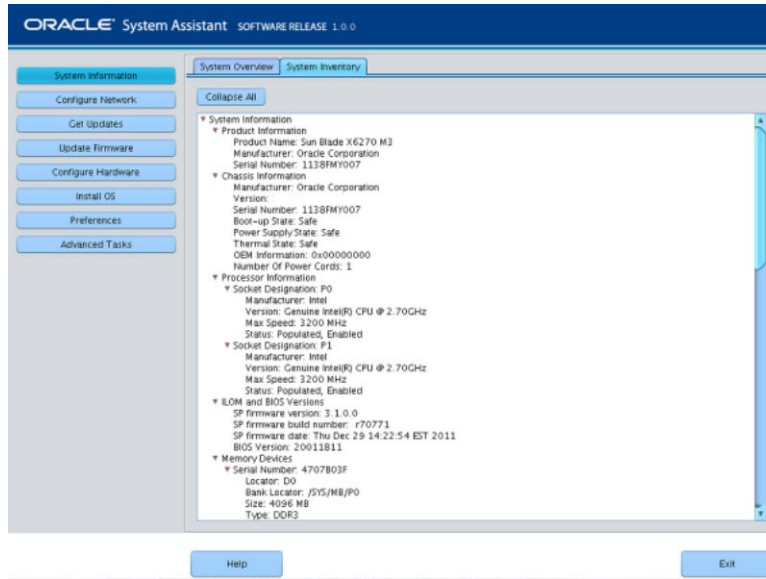 ORACLE System Assistant SOFTWARE RELEASE 1.0.0
System Information
Configure Network
Get Updates
Update Firmware
Configure Hardware
Install OS
Preferences
Advanced Tasks
System Overview System Inventory
Collapse All
System Information
Product Information
Product Name: Sun Blade X6270 M3
Manufacturer: Oracle Corporation
Serial Number: 1138FMY007
Chassis Information
Manufacturer: Oracle Corporation
Version:
Serial Number: 1138FMY007
Boot-up State: Safe
Power Supply State: Safe
Thermal State: Safe
OEM Information: 0x00000000
Number Of Power Cords: 1
Processor Information
Socket Designation: P0
Manufacturer: Intel
Version: Genuine Intel(R) CPU @ 2.70GHz
Max Speed: 3200 MHz
Status: Populated, Enabled
Socket Designation: P1
Manufacturer: Intel
Version: Genuine Intel(R) CPU @ 2.70GHz
Max Speed: 3200 MHz
Status: Populated, Enabled
ILOM and BIOS Versions
SP firmware version: 3.1.0.0
SP firmware build number: r70771
SP firmware date: Thu Dec 29 14:22:54 EST 2011
BIOS Version: 20011811
Memory Devices
Serial Number: 4707B03F
Locator: D0
Bank Locator: /SYS/MB/P0
Size: 4096 MB
Type: DDR3
Help
Exit